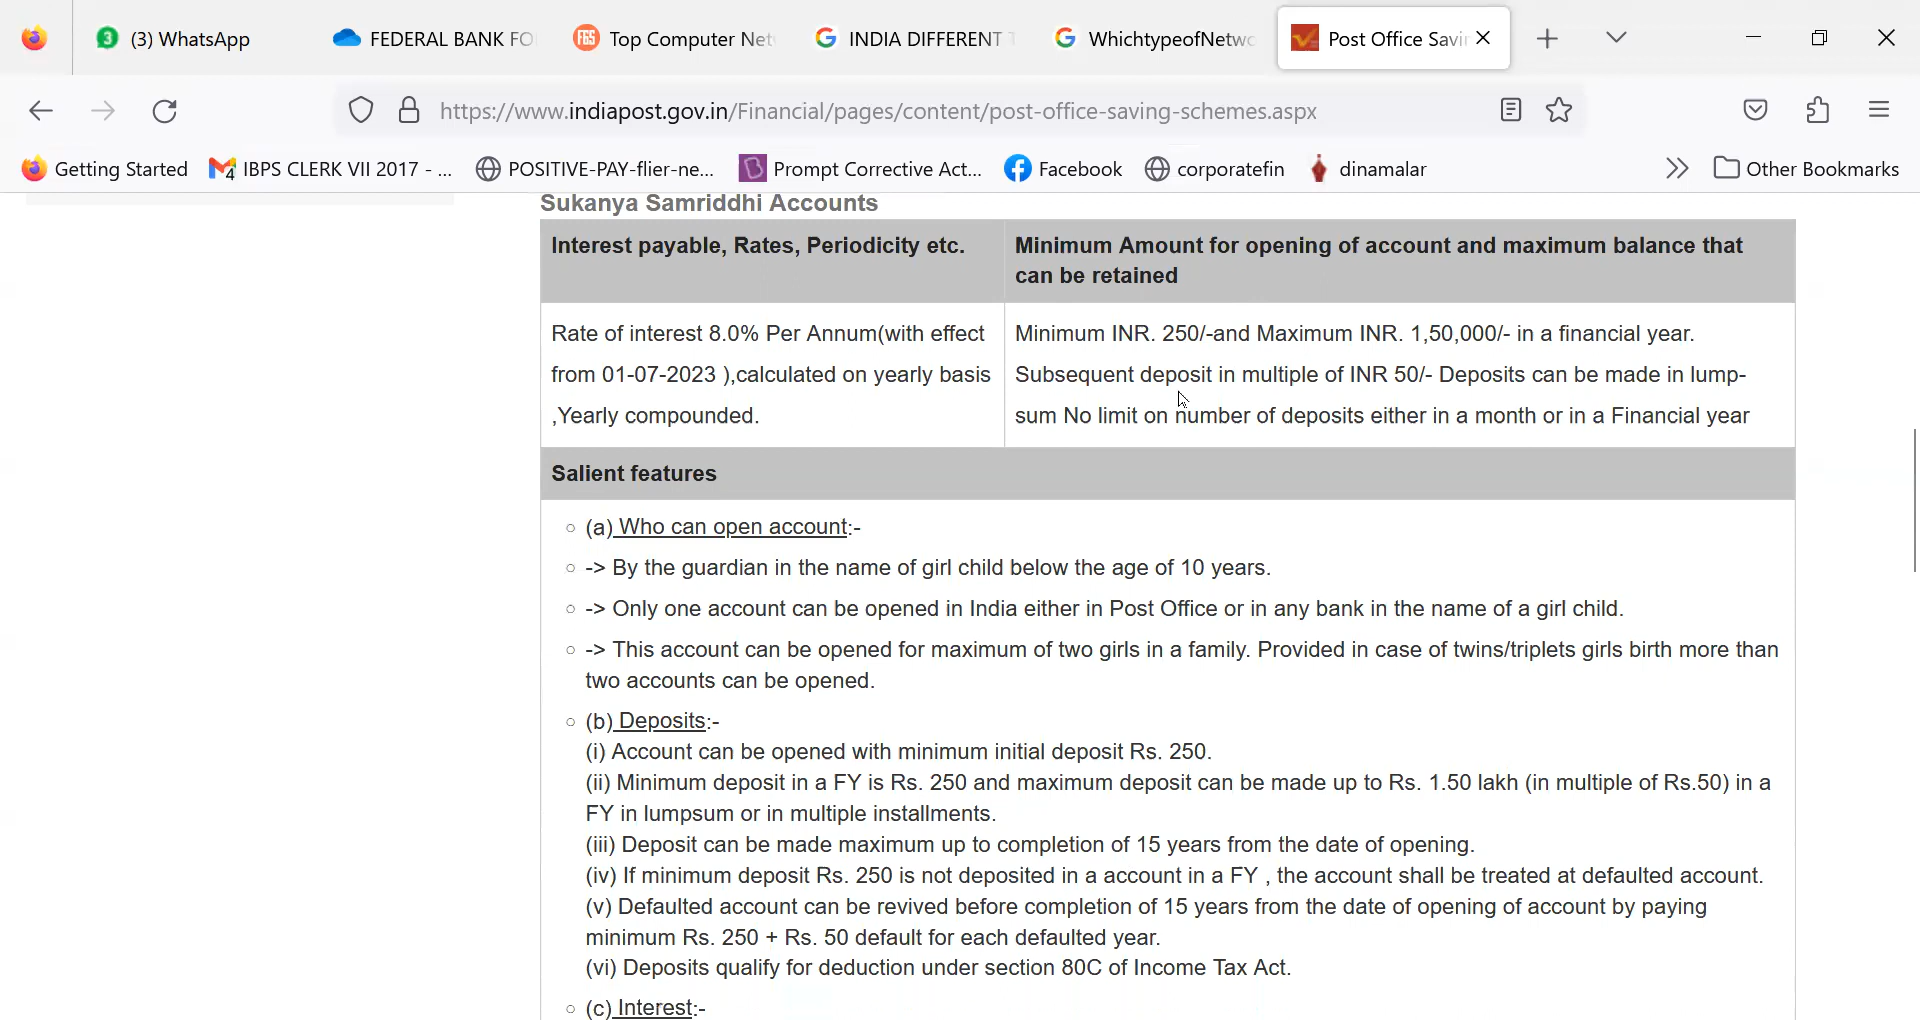 3 (3) WhatsApp FEDERAL BANK FO Top Computer Net INDIA DIFFERENT WhichtypeofNetwo Post Office Savi
https://www.indiapost.gov.in/Financial/pages/content/post-office-saving-schemes.aspx
Getting Started 4 IBPS CLERK VII 2017 - ... POSITIVE-PAY-flier-ne... Prompt Corrective Act... Facebook corporatefin dinamalar Other Bookmarks
Sukanya Samriddhi Accounts
Interest payable, Rates, Periodicity etc.
Minimum Amount for opening of account and maximum balance that
can be retained
Rate of interest 8.0% Per Annum(with effect
from 01-07-2023 ),calculated on yearly basis
,Yearly compounded.
Minimum INR. 250/-and Maximum INR. 1,50,000/- in a financial year.
Subsequent deposit in multiple of INR 50/- Deposits can be made in lump-
sum No limit on number of deposits either in a month or in a Financial year
Salient features
(a) Who can open account:-
-> By the guardian in the name of girl child below the age of 10 years.
-> Only one account can be opened in India either in Post Office or in any bank in the name of a girl child.
-> This account can be opened for maximum of two girls in a family. Provided in case of twins/triplets girls birth more than
two accounts can be opened.
(b) Deposits:-
(i) Account can be opened with minimum initial deposit Rs. 250.
(ii) Minimum deposit in a FY is Rs. 250 and maximum deposit can be made up to Rs. 1.50 lakh (in multiple of Rs.50) in a
FY in lumpsum or in multiple installments.
(iii) Deposit can be made maximum up to completion of 15 years from the date of opening.
(iv) If minimum deposit Rs. 250 is not deposited in a account in a FY , the account shall be treated at defaulted account.
(v) Defaulted account can be revived before completion of 15 years from the date of opening of account by paying
minimum Rs. 250 + Rs. 50 default for each defaulted year.
(vi) Deposits qualify for deduction under section 80C of Income Tax Act.
(c) Interest:-